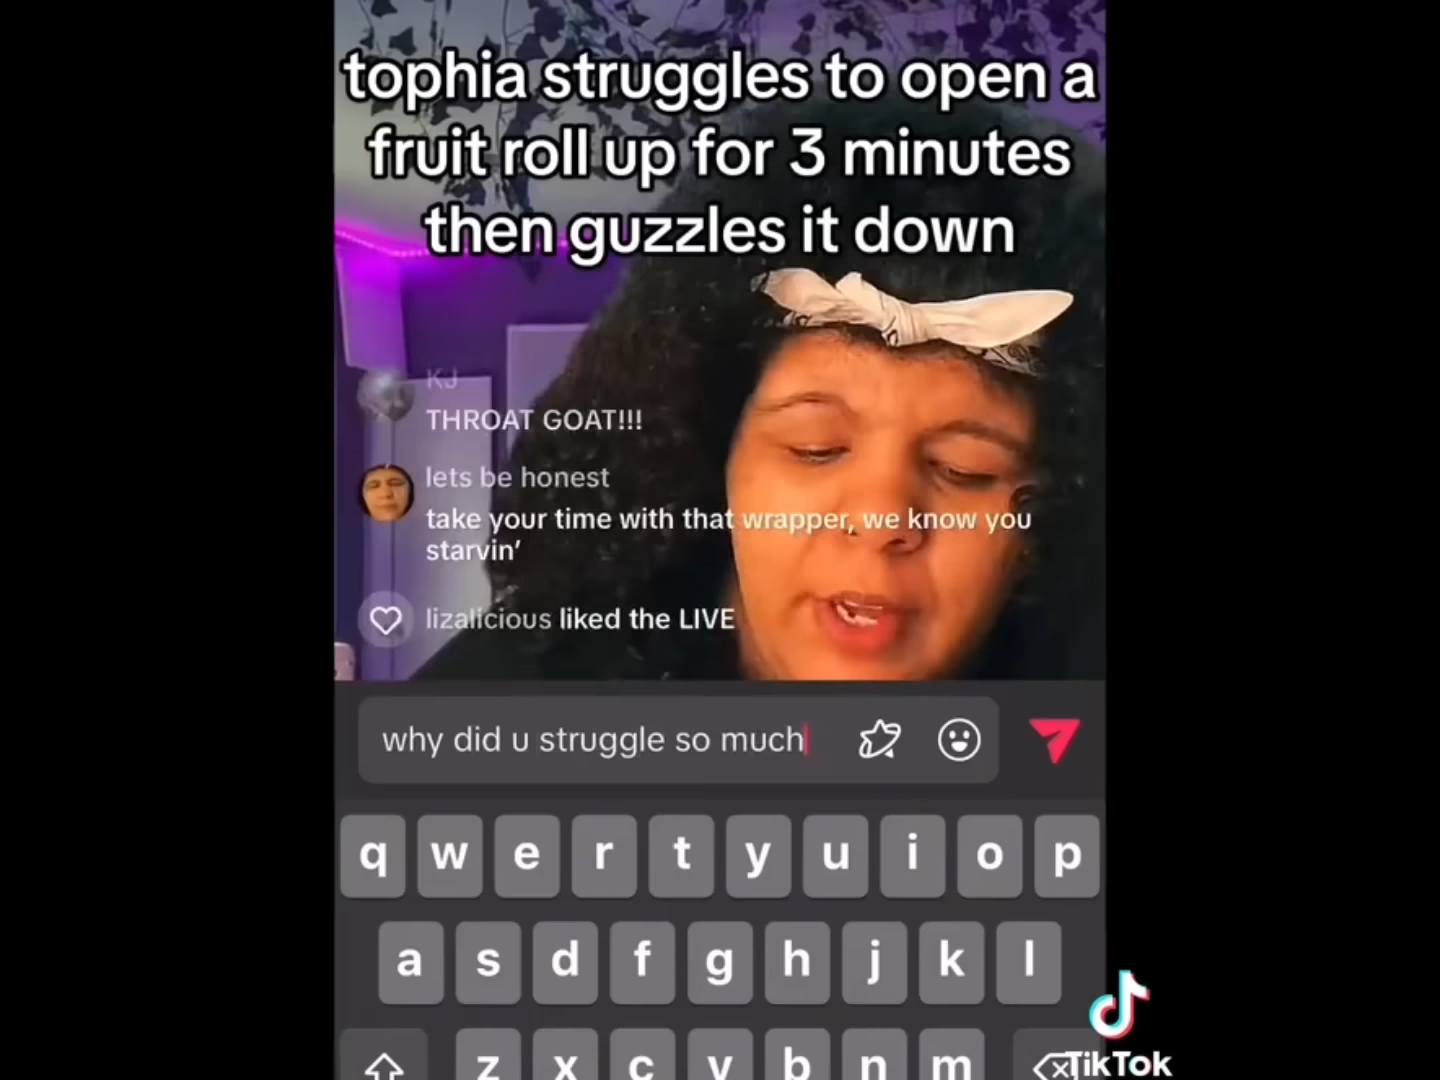 tophia struggles to open a
fruit roll up for 3 minutes
then guzzles it down
KJ
THROAT GOAT!!!
lets be honest
take your time with that wrapper, we know you
starvin’
lizalicious liked the LIVE
why did u struggle so much
q w e r t y u i o p
a s d f g h j k l
z x c v b n m
TikTok